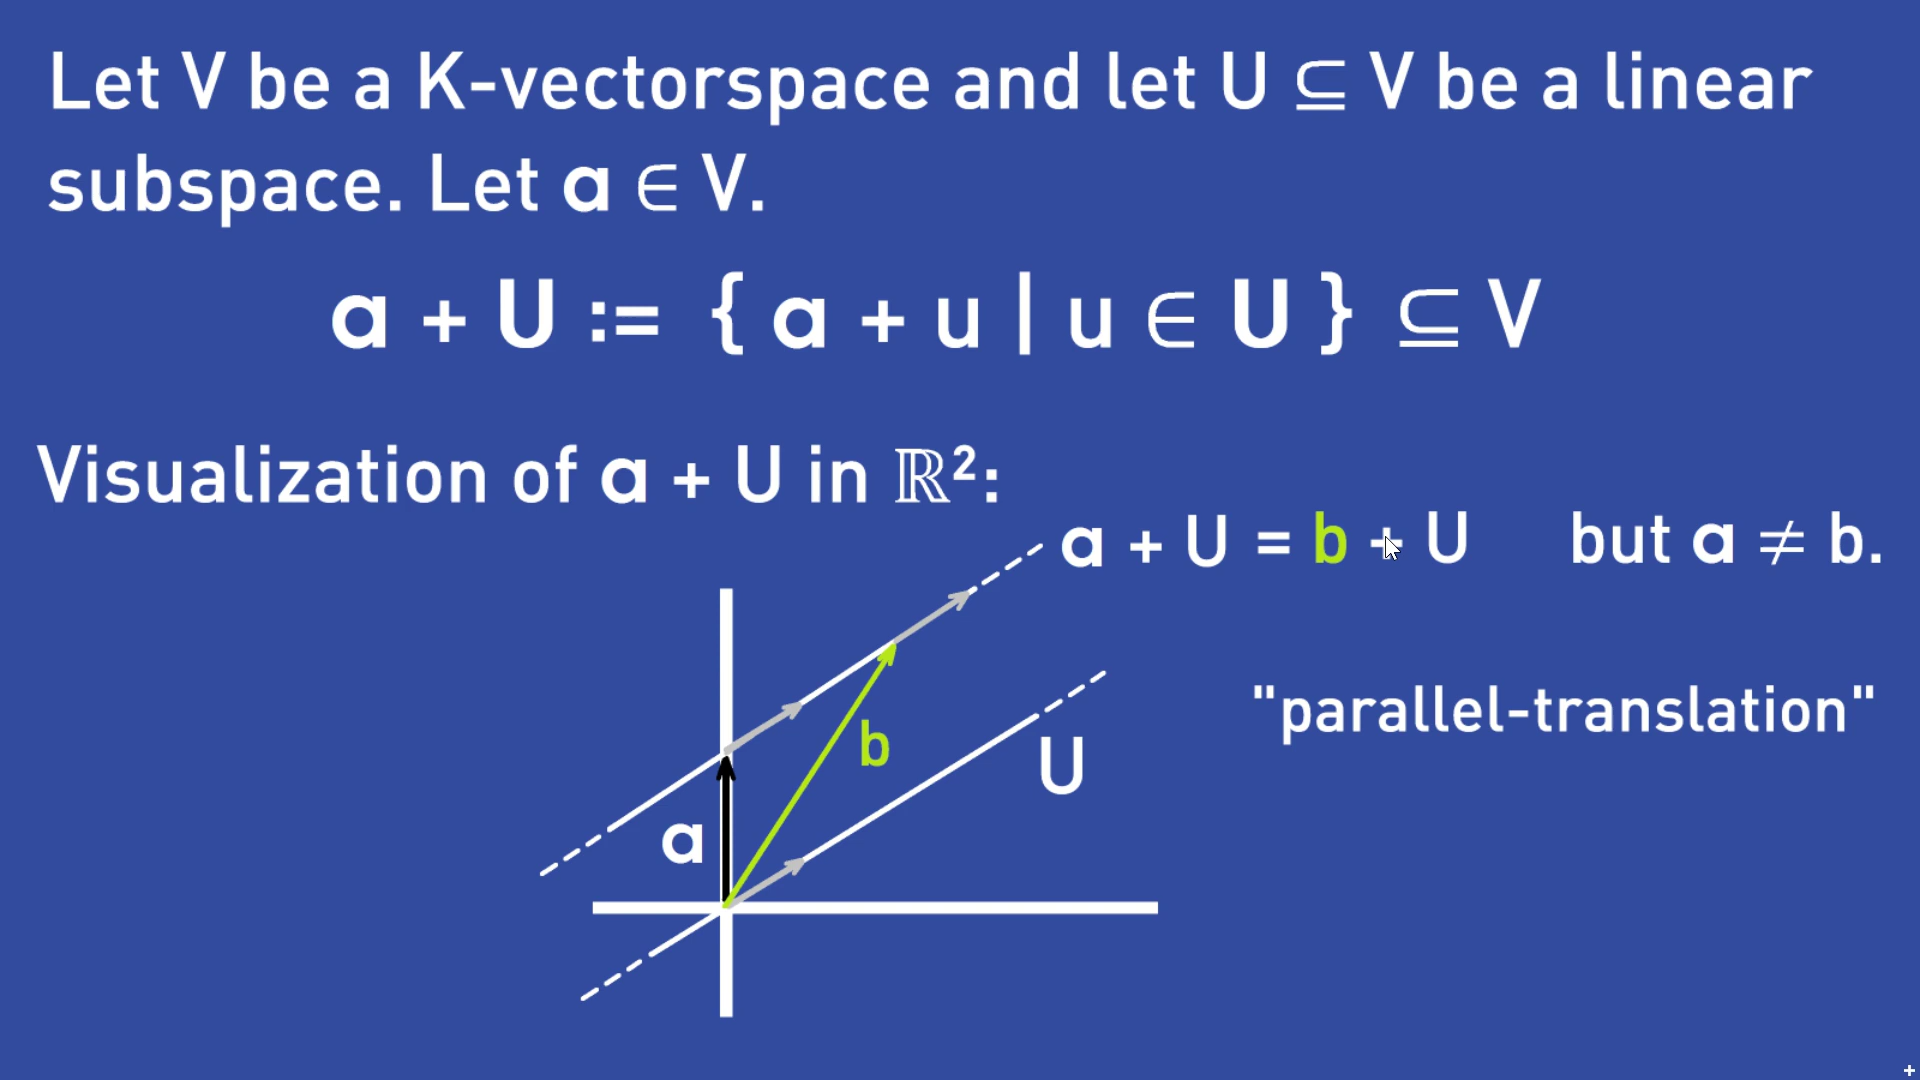 Let V be a K-vectorspace and let U ⊆ V be a linear
subspace. Let a ∈ V.
a + U := { a + u | u ∈ U } ⊆ V
Visualization of a + U in ℝ²:
a + U = b + U but a ≠ b.
"parallel-translation"
b
U
a